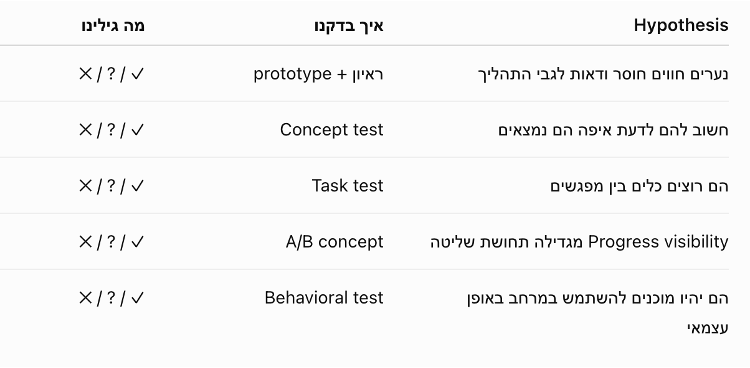 Hypothesis איך בדקנו מה גילינו
נערים חווים חוסר ודאות לגבי התהליך ראיון + prototype ✓ / ? / ✕
חשוב להם לדעת איפה הם נמצאים Concept test ✓ / ? / ✕
הם רוצים כלים בין מפגשים Task test ✓ / ? / ✕
Progress visibility מגדילה תחושת שליטה A/B concept ✓ / ? / ✕
הם יהיו מוכנים להשתמש במרחב באופן Behavioral test ✓ / ? / ✕
עצמאי